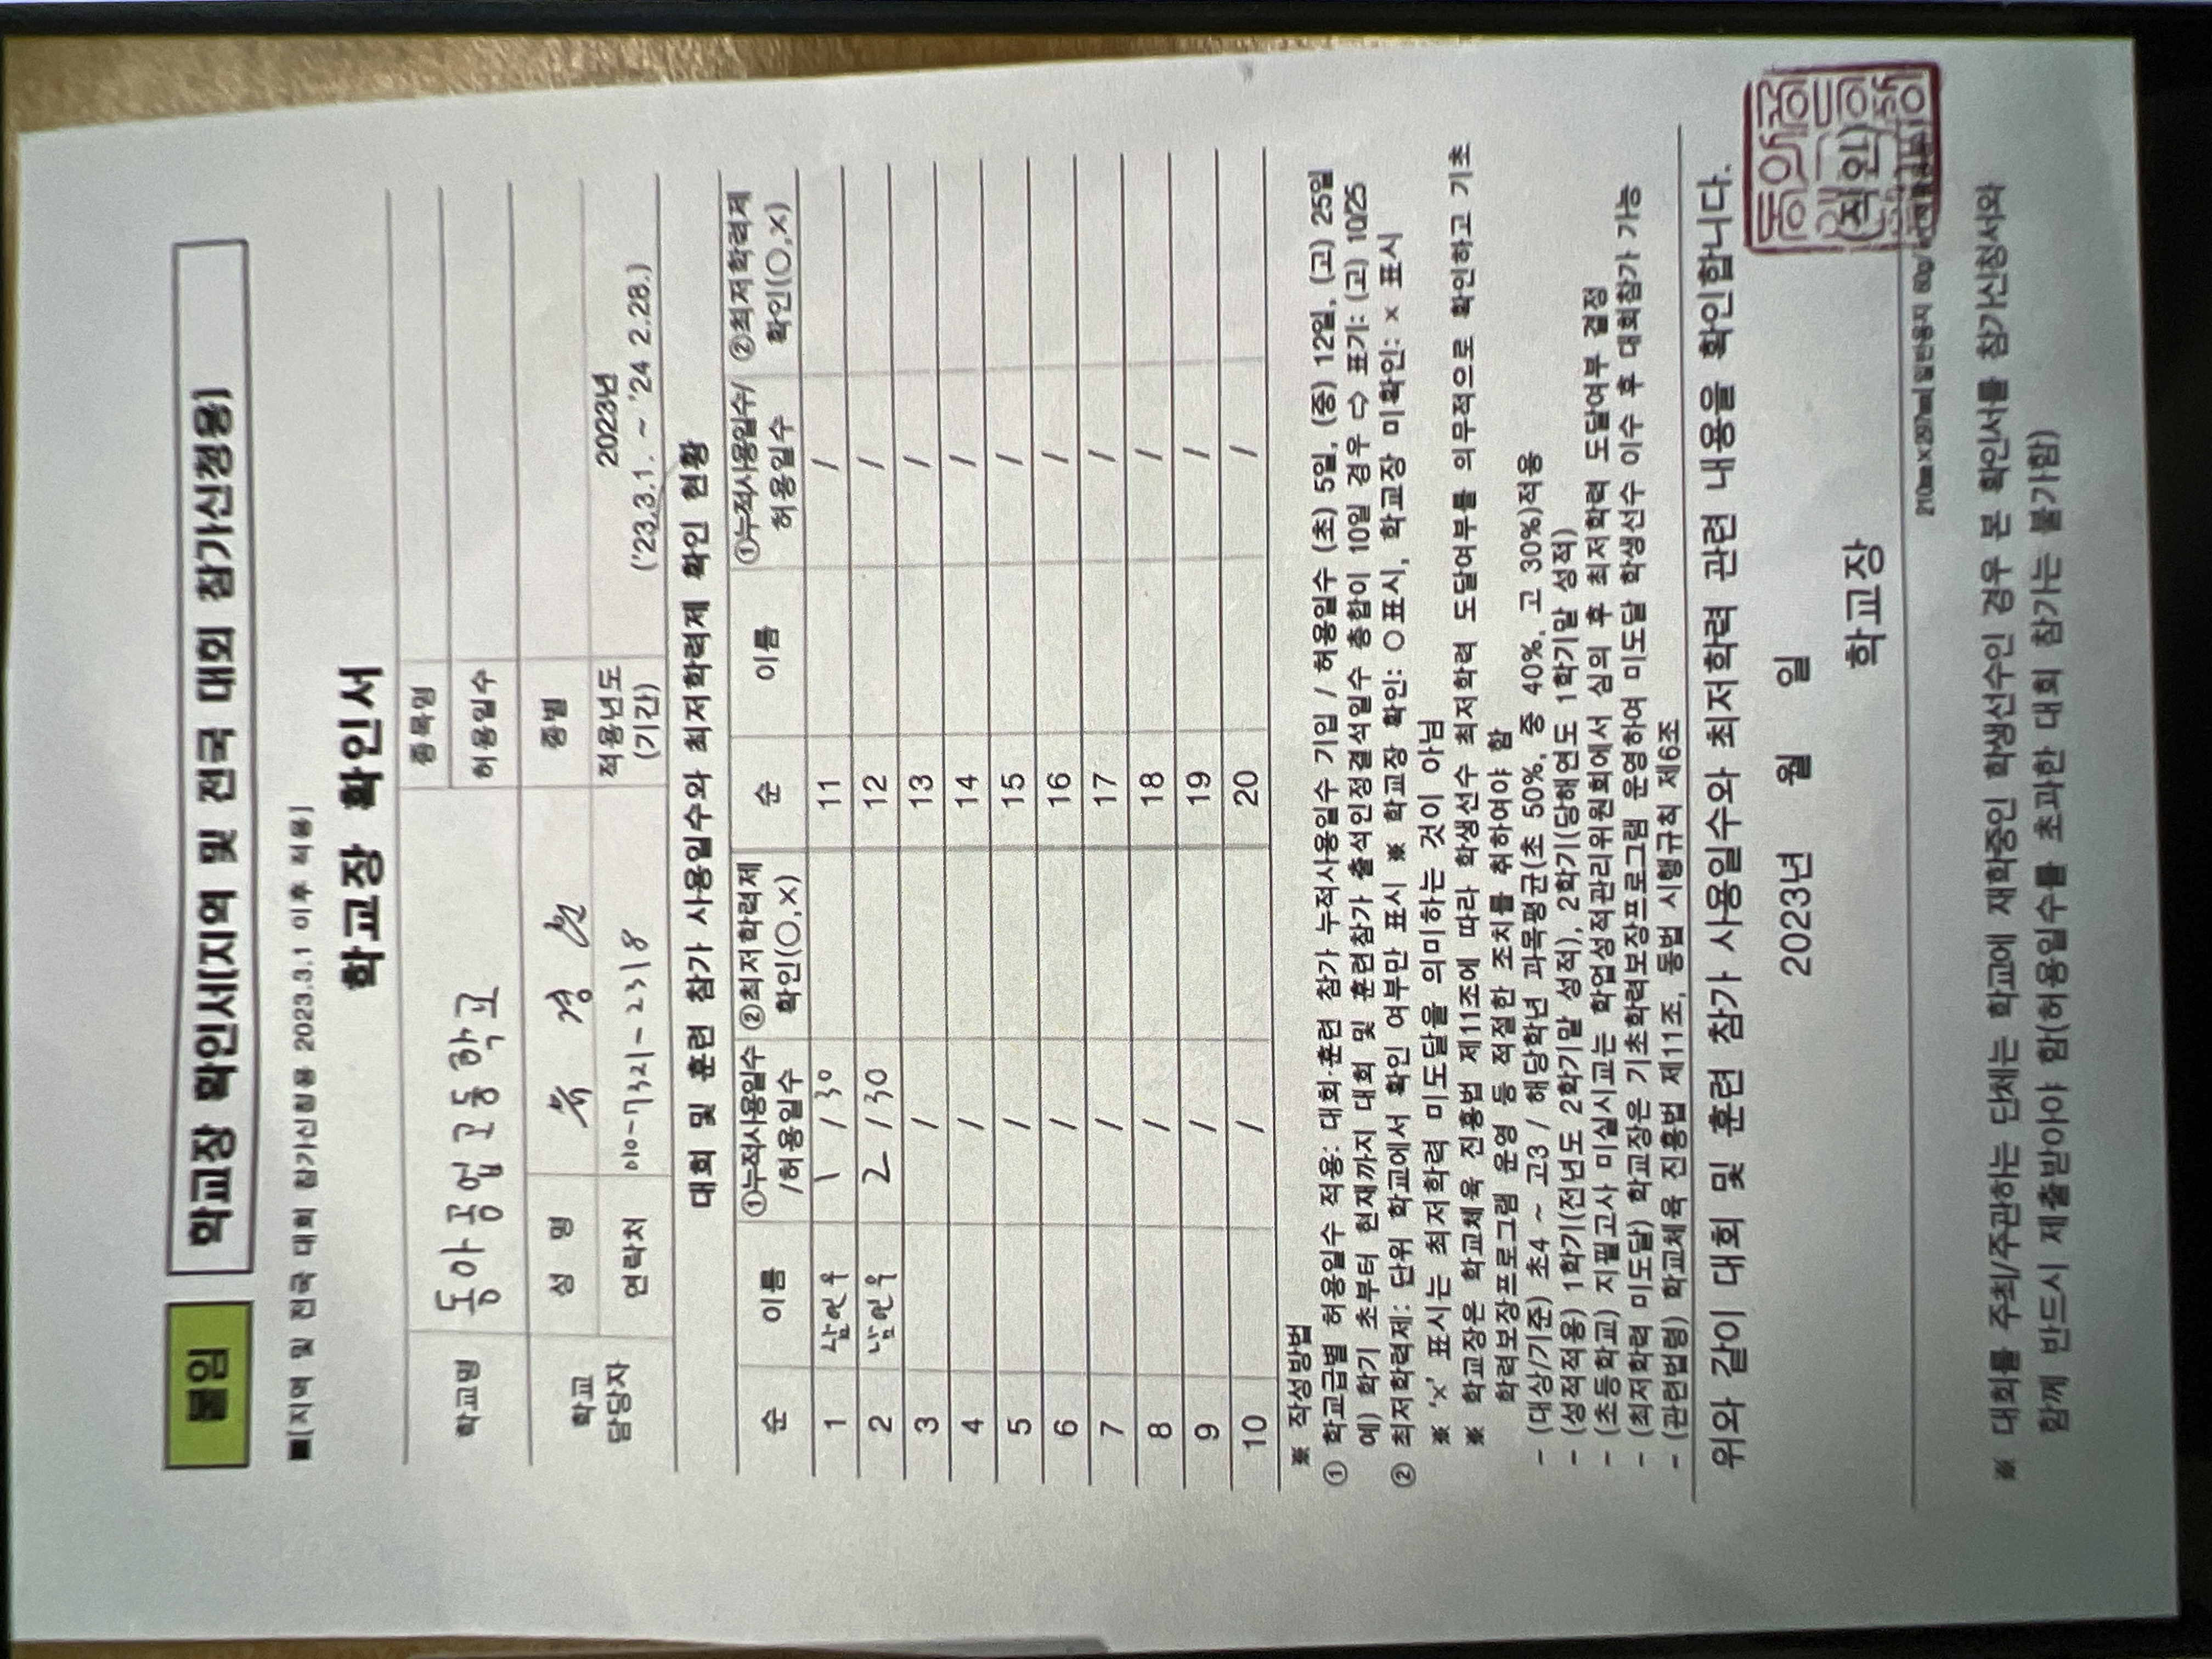 붙임 학교장 확인서(지역 및 전국 대회 참가신청용)
■[지역 및 전국 대회 참가신청용 2023.3.1 이후 적용]
학교장 확인서
학교명 동아공업고등학교 종목명
허용일수
학교
담당자 성 명 종별
연락처 010-7321-2318 적용년도
(기간) 2023년
('23.3.1. ~ '24 2.28.)
대회 및 훈련 참가 사용일수와 최저학력제 확인 현황
순 이름 ①누적사용일수
/허용일수 ②최저학력제
확인(○,×) 순 이름 ①누적사용일수/
허용일수 ②최저학력제
확인(○,×)
1 1 / 30 11 /
2 2 / 30 12 /
3 / 13 /
4 / 14 /
5 / 15 /
6 / 16 /
7 / 17 /
8 / 18 /
9 / 19 /
10 / 20 /
※ 작성방법
① 학교급별 허용일수 적용: 대회·훈련 참가 누적사용일수 기입 / 허용일수 (초) 5일, (중) 12일, (고) 25일
예) 학기 초부터 현재까지 대회 및 훈련참가 출석인정결석일수 총합이 10일 경우 ⇨ 표기: (고) 10/25
② 최저학력제: 단위 학교에서 확인 여부만 표시 ※ 학교장 확인: ○표시, 학교장 미확인: × 표시
※ '×' 표시는 최저학력 미도달을 의미하는 것이 아님
※ 학교장은 학교체육 진흥법 제11조에 따라 학생선수 최저학력 도달여부를 의무적으로 확인하고 기초
학력보장프로그램 운영 등 적절한 조치를 취하여야 함
- (대상/기준) 초4 ~ 고3 / 해당학년 과목평균(초 50%, 중 40%, 고 30%)적용
- (성적적용) 1학기(전년도 2학기말 성적), 2학기(당해연도 1학기말 성적)
- (초등학교) 지필고사 미실시교는 학업성적관리위원회에서 심의 후 최저학력 도달여부 결정
- (최저학력 미도달) 학교장은 기초학력보장프로그램 운영하여 미도달 학생선수 이수 후 대회참가 가능
- (관련법령) 학교체육 진흥법 제11조, 동법 시행규칙 제6조
위와 같이 대회 및 훈련 참가 사용일수와 최저학력 관련 내용을 확인합니다.
2023년 월 일
학교장 (직인)
210㎜×297㎜[일반용지 60g/
※ 대회를 주최/주관하는 단체는 학교에 재학중인 학생선수인 경우 본 확인서를 참가신청서와
함께 반드시 제출받아야 함(허용일수를 초과한 대회 참가는 불가함)